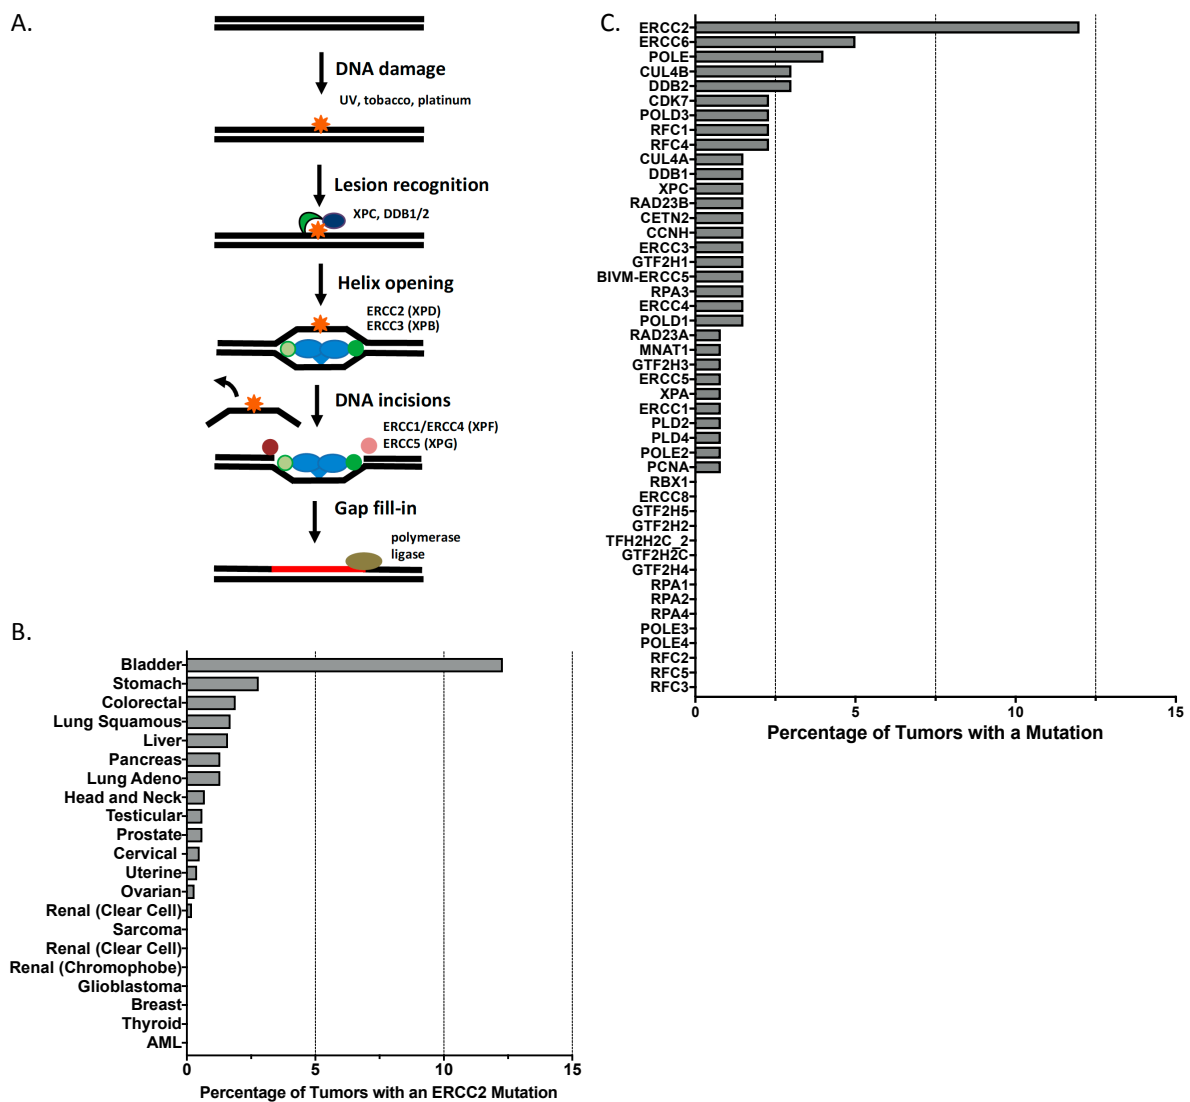 A.
DNA damage
UV, tobacco, platinum
Lesion recognition
XPC, DDB1/2
Helix opening
ERCC2 (XPD)
ERCC3 (XPB)
DNA incisions
ERCC1/ERCC4 (XPF)
ERCC5 (XPG)
Gap fill-in
polymerase
ligase
B.
Bladder
Stomach
Colorectal
Lung Squamous
Liver
Pancreas
Lung Adeno
Head and Neck
Testicular
Prostate
Cervical
Uterine
Ovarian
Renal (Clear Cell)
Sarcoma
Renal (Clear Cell)
Renal (Chromophobe)
Glioblastoma
Breast
Thyroid
AML
0 5 10 15
Percentage of Tumors with an ERCC2 Mutation
C.
ERCC2
ERCC6
POLE
CUL4B
DDB2
CDK7
POLD3
RFC1
RFC4
CUL4A
DDB1
XPC
RAD23B
CETN2
CCNH
ERCC3
GTF2H1
BIVM-ERCC5
RPA3
ERCC4
POLD1
RAD23A
MNAT1
GTF2H3
ERCC5
XPA
ERCC1
PLD2
PLD4
POLE2
PCNA
RBX1
ERCC8
GTF2H5
GTF2H2
TFH2H2C_2
GTF2H2C
GTF2H4
RPA1
RPA2
RPA4
POLE3
POLE4
RFC2
RFC5
RFC3
0 5 10 15
Percentage of Tumors with a Mutation